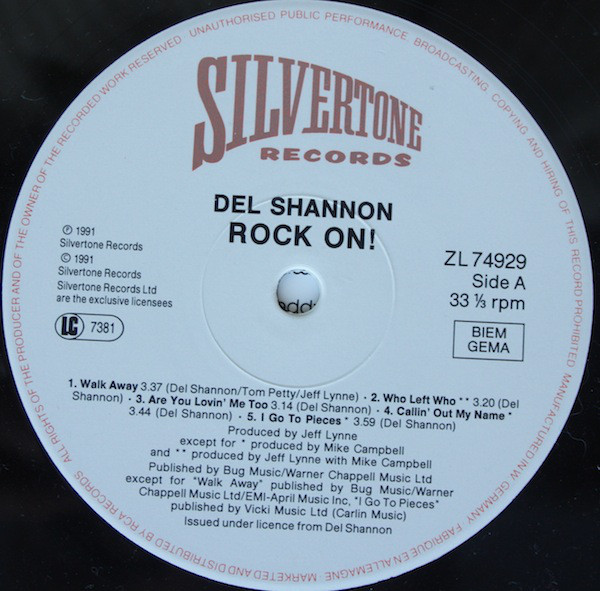 SILVERTONE
RECORDS
DEL SHANNON
ROCK ON!
Ⓟ 1991
Silvertone Records
© 1991
Silvertone Records
Silvertone Records Ltd
are the exclusive licensees
LC 7381
ZL 74929
Side A
33 ⅓ rpm
BIEM
GEMA
1. Walk Away 3.37 (Del Shannon/Tom Petty/Jeff Lynne) · 2. Who Left Who ** 3.20 (Del
Shannon) · 3. Are You Lovin' Me Too 3.14 (Del Shannon) · 4. Callin' Out My Name *
3.44 (Del Shannon) · 5. I Go To Pieces * 3.59 (Del Shannon)
Produced by Jeff Lynne
except for * produced by Mike Campbell
and ** produced by Jeff Lynne with Mike Campbell
Published by Bug Music/Warner Chappell Music Ltd
except for "Walk Away" published by Bug Music/Warner
Chappell Music Ltd/EMI-April Music Inc, "I Go To Pieces"
published by Vicki Music Ltd (Carlin Music)
Issued under licence from Del Shannon
ALL RIGHTS OF THE PRODUCER AND OF THE OWNER OF THE RECORDED WORK RESERVED. UNAUTHORISED PUBLIC PERFORMANCE, BROADCASTING, COPYING AND HIRING OF THIS RECORD PROHIBITED. MANUFACTURED IN W. GERMANY. FABRIQUE EN ALLEMAGNE. MARKETED AND DISTRIBUTED BY RCA RECORDS.